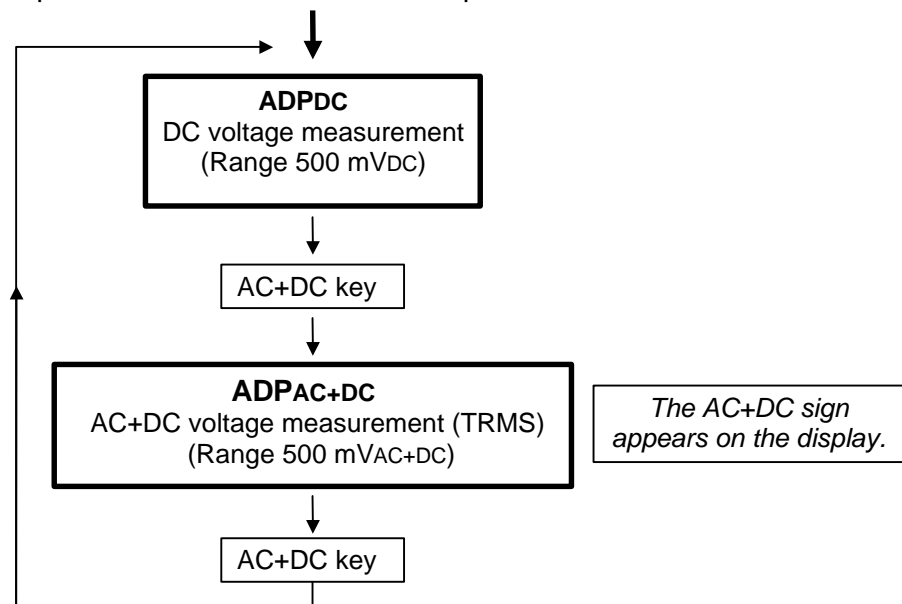 ADPDC
DC voltage measurement
(Range 500 mVDC)
AC+DC key
ADPAC+DC
AC+DC voltage measurement (TRMS)
(Range 500 mVAC+DC)
The AC+DC sign
appears on the display.
AC+DC key